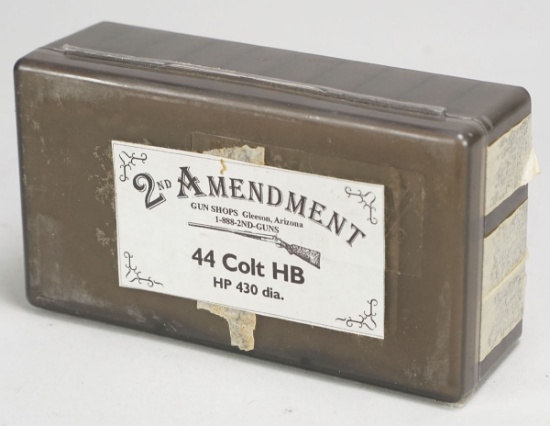 2ND AMENDMENT
GUN SHOPS Gleeson, Arizona
1-888-2ND-GUNS
44 Colt HB
HP 430 dia.